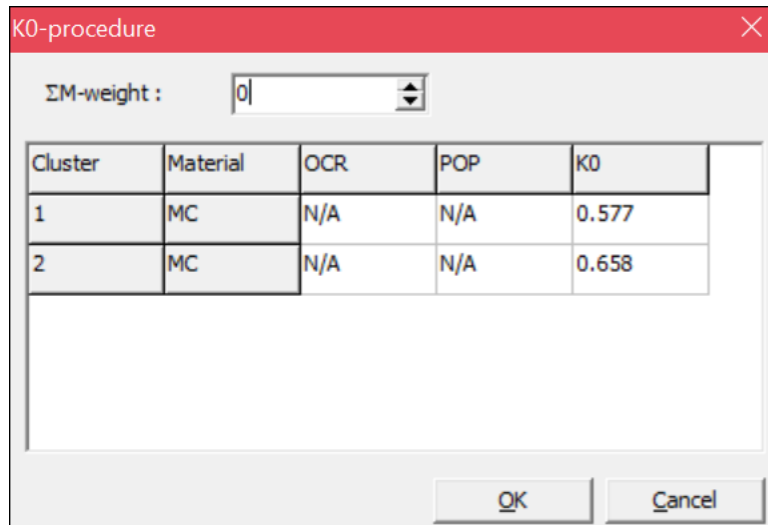 K0-procedure
ΣM-weight : 0
Cluster Material OCR POP K0
1 MC N/A N/A 0.577
2 MC N/A N/A 0.658
OK Cancel